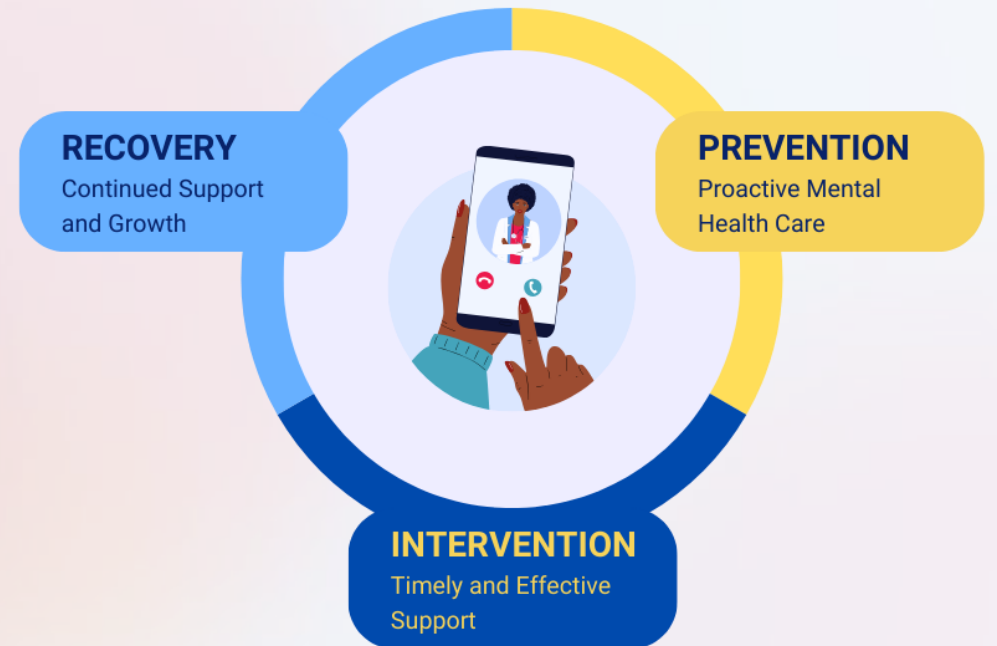 RECOVERY
Continued Support
and Growth
PREVENTION
Proactive Mental
Health Care
INTERVENTION
Timely and Effective
Support